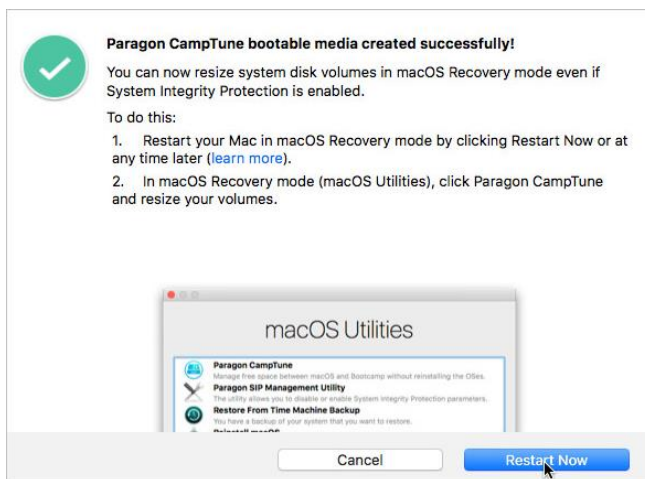 Paragon CampTune bootable media created successfully!
You can now resize system disk volumes in macOS Recovery mode even if
System Integrity Protection is enabled.
To do this:
1. Restart your Mac in macOS Recovery mode by clicking Restart Now or at
any time later (learn more).
2. In macOS Recovery mode (macOS Utilities), click Paragon CampTune
and resize your volumes.
macOS Utilities
Paragon CampTune
Manage free space between macOS and Bootcamp without reinstalling the OSes.
Paragon SIP Management Utility
The utility allows you to disable or enable System Integrity Protection parameters.
Restore From Time Machine Backup
You have a backup of your system that you want to restore.
Reinstall macOS
Cancel
Restart Now